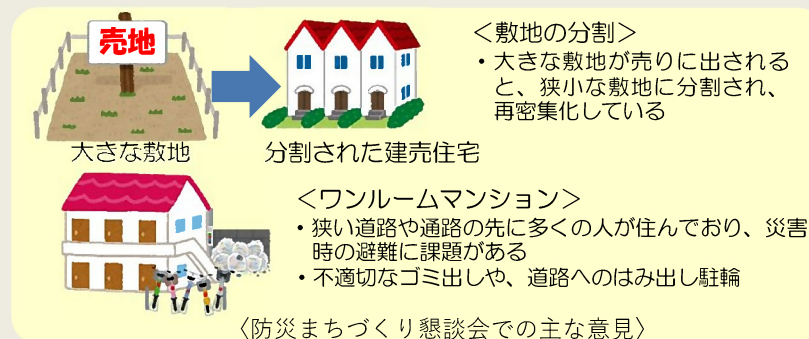 売地
大きな敷地
分割された建売住宅
＜敷地の分割＞
・大きな敷地が売りに出される
と、狭小な敷地に分割され、
再密集化している
＜ワンルームマンション＞
・狭い道路や通路の先に多くの人が住んでおり、災害
時の避難に課題がある
・不適切なゴミ出しや、道路へのはみ出し駐輪
〈防災まちづくり懇談会での主な意見〉